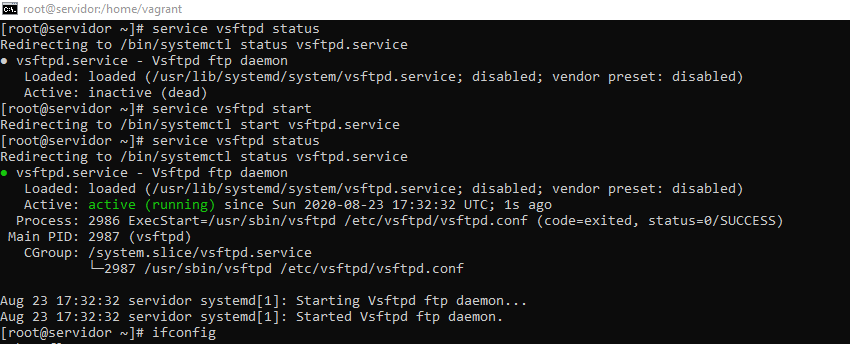 root@servidor:/home/vagrant
[root@servidor ~]# service vsftpd status
Redirecting to /bin/systemctl status vsftpd.service
● vsftpd.service - Vsftpd ftp daemon
   Loaded: loaded (/usr/lib/systemd/system/vsftpd.service; disabled; vendor preset: disabled)
   Active: inactive (dead)
[root@servidor ~]# service vsftpd start
Redirecting to /bin/systemctl start vsftpd.service
[root@servidor ~]# service vsftpd status
Redirecting to /bin/systemctl status vsftpd.service
● vsftpd.service - Vsftpd ftp daemon
   Loaded: loaded (/usr/lib/systemd/system/vsftpd.service; disabled; vendor preset: disabled)
   Active: active (running) since Sun 2020-08-23 17:32:32 UTC; 1s ago
  Process: 2986 ExecStart=/usr/sbin/vsftpd /etc/vsftpd/vsftpd.conf (code=exited, status=0/SUCCESS)
 Main PID: 2987 (vsftpd)
   CGroup: /system.slice/vsftpd.service
           └─2987 /usr/sbin/vsftpd /etc/vsftpd/vsftpd.conf
Aug 23 17:32:32 servidor systemd[1]: Starting Vsftpd ftp daemon...
Aug 23 17:32:32 servidor systemd[1]: Started Vsftpd ftp daemon.
[root@servidor ~]# ifconfig